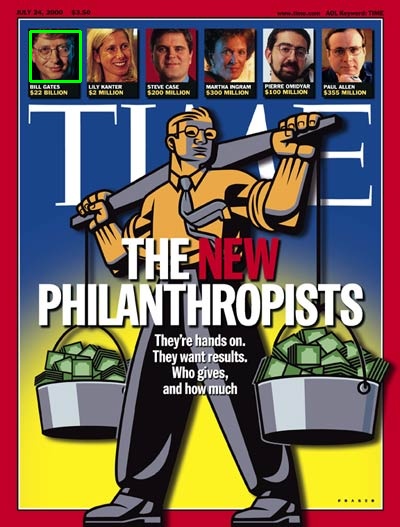 JULY 24, 2000 $3.50 www.time.com AOL Keyword: TIME
BILL GATES LILY KANTER STEVE CASE MARTHA INGRAM PIERRE OMIDYAR PAUL ALLEN
$22 BILLION $2 MILLION $200 MILLION $300 MILLION $100 MILLION $355 MILLION
TIME
THE NEW
PHILANTHROPISTS
They're hands on.
They want results.
Who gives,
and how much
FRASER